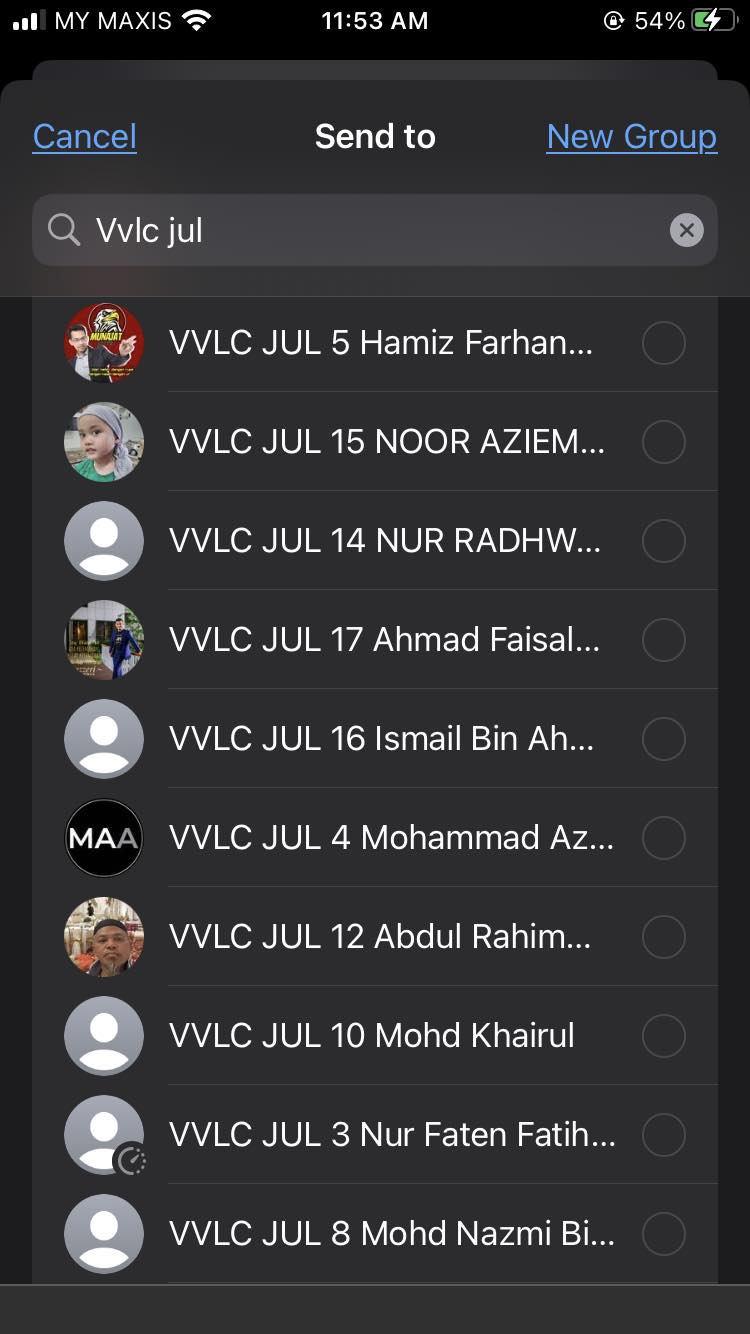 MY MAXIS 11:53 AM 54%
Cancel Send to New Group
Vvlc jul
MUNAJAT
VVLC JUL 5 Hamiz Farhan...
VVLC JUL 15 NOOR AZIEM...
VVLC JUL 14 NUR RADHW...
VVLC JUL 17 Ahmad Faisal...
VVLC JUL 16 Ismail Bin Ah...
MAA
VVLC JUL 4 Mohammad Az...
VVLC JUL 12 Abdul Rahim...
VVLC JUL 10 Mohd Khairul
VVLC JUL 3 Nur Faten Fatih...
VVLC JUL 8 Mohd Nazmi Bi...